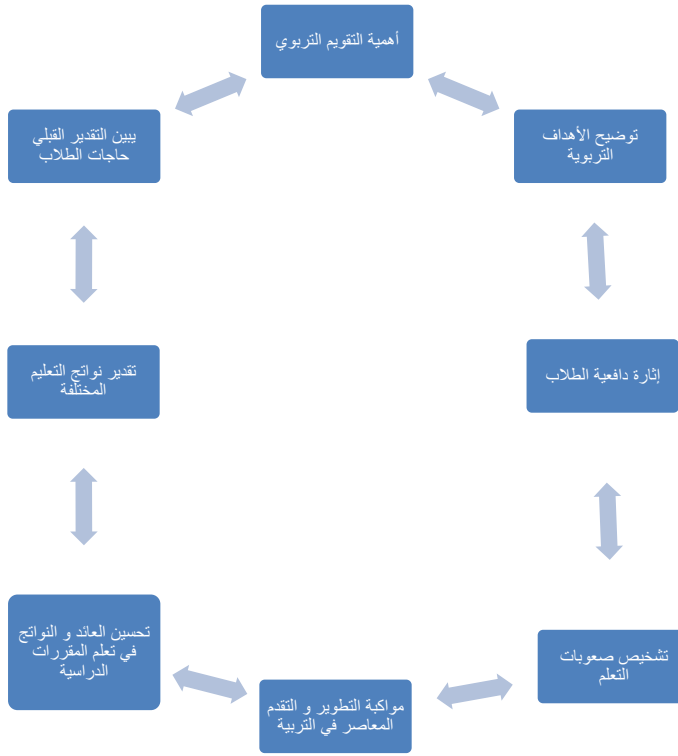 أهمية التقويم التربوي
توضيح الأهداف
التربوية
إثارة دافعية الطلاب
تشخيص صعوبات
التعلم
مواكبة التطوير و التقدم
المعاصر في التربية
تحسين العائد و النواتج
في تعلم المقررات
الدراسية
تقدير نواتج التعليم
المختلفة
يبين التقدير القبلي
حاجات الطلاب